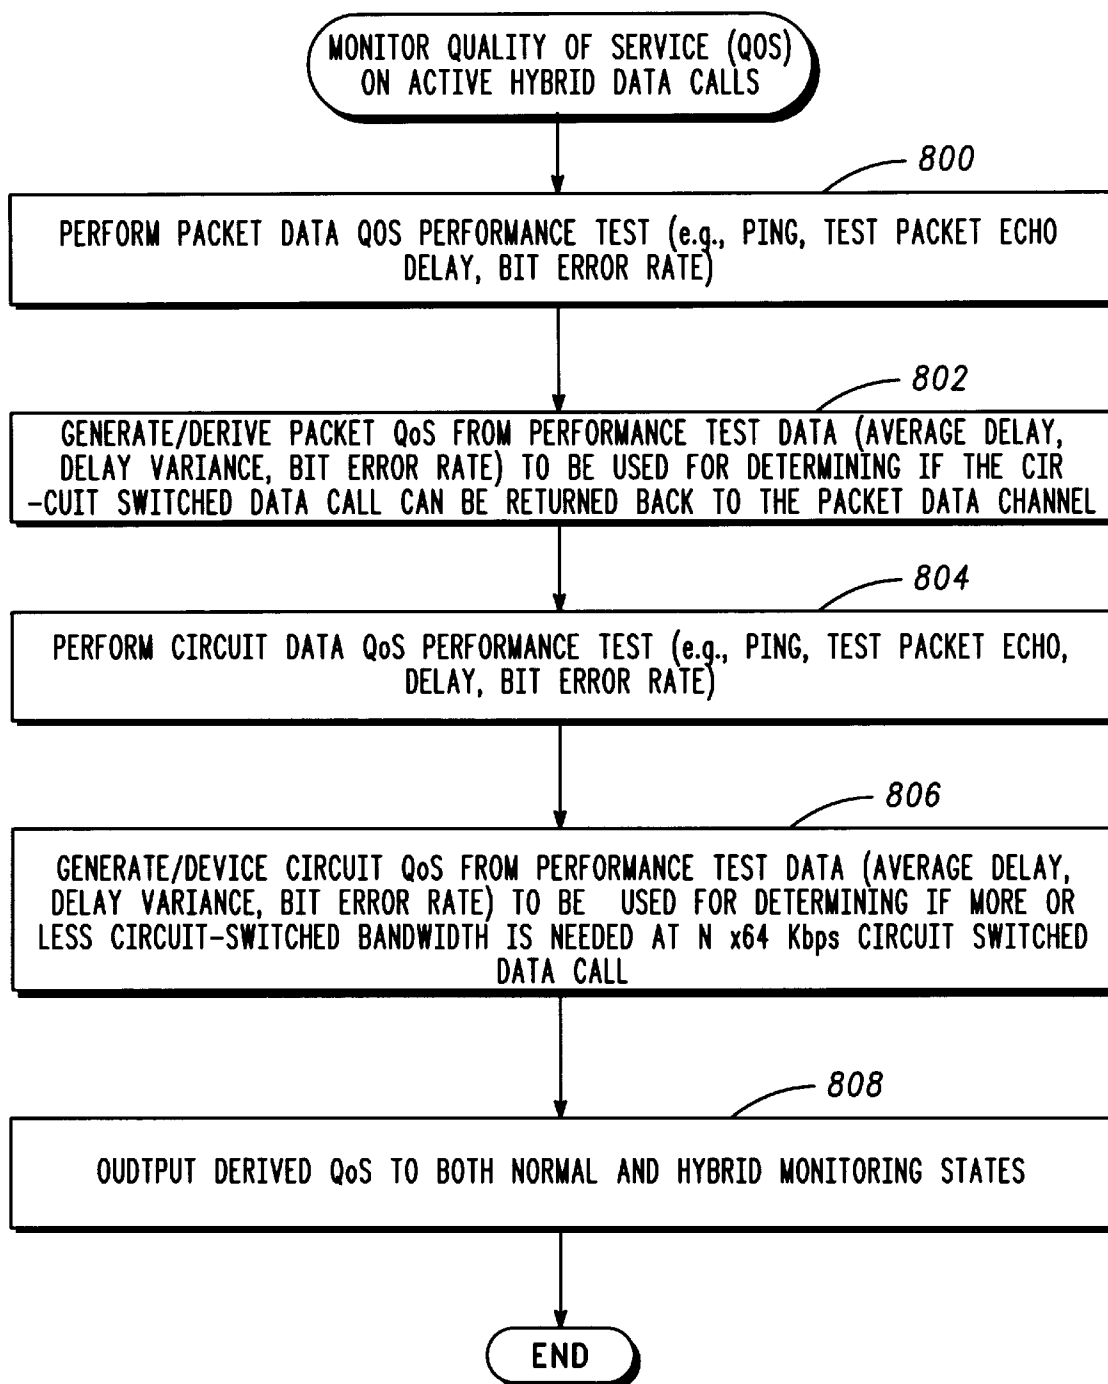 MONITOR QUALITY OF SERVICE (QOS)
ON ACTIVE HYBRID DATA CALLS
800
PERFORM PACKET DATA QOS PERFORMANCE TEST (e.g., PING, TEST PACKET ECHO
DELAY, BIT ERROR RATE)
802
GENERATE/DERIVE PACKET QoS FROM PERFORMANCE TEST DATA (AVERAGE DELAY,
DELAY VARIANCE, BIT ERROR RATE) TO BE USED FOR DETERMINING IF THE CIR
-CUIT SWITCHED DATA CALL CAN BE RETURNED BACK TO THE PACKET DATA CHANNEL
804
PERFORM CIRCUIT DATA QoS PERFORMANCE TEST (e.g., PING, TEST PACKET ECHO,
DELAY, BIT ERROR RATE)
806
GENERATE/DEVICE CIRCUIT QoS FROM PERFORMANCE TEST DATA (AVERAGE DELAY,
DELAY VARIANCE, BIT ERROR RATE) TO BE USED FOR DETERMINING IF MORE OR
LESS CIRCUIT-SWITCHED BANDWIDTH IS NEEDED AT N x64 Kbps CIRCUIT SWITCHED
DATA CALL
808
OUDTPUT DERIVED QoS TO BOTH NORMAL AND HYBRID MONITORING STATES
END